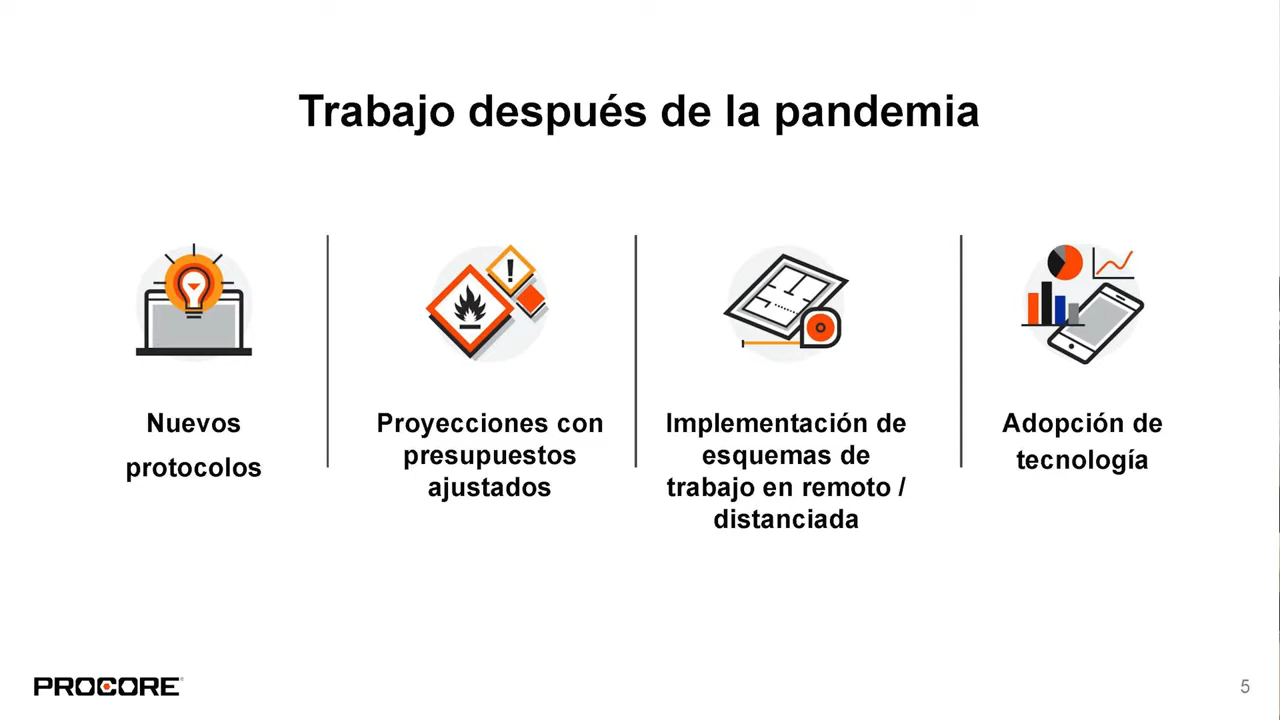 Trabajo después de la pandemia
!
Nuevos
protocolos
Proyecciones con
presupuestos
ajustados
Implementación de
esquemas de
trabajo en remoto /
distanciada
Adopción de
tecnología
PROCORE
5